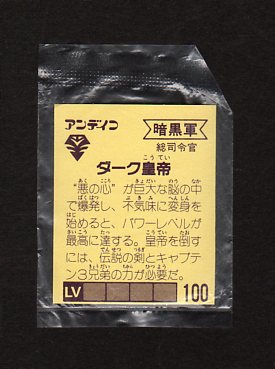 アンデイコ
暗黒軍
総司令官
ダーク皇帝
"悪の心"が巨大な脳の中
で爆発し、不気味に変身を
始めると、パワーレベルが
最高に達する。皇帝を倒す
には、伝説の剣とキャプテン
3兄弟の力が必要だ。
LV 100